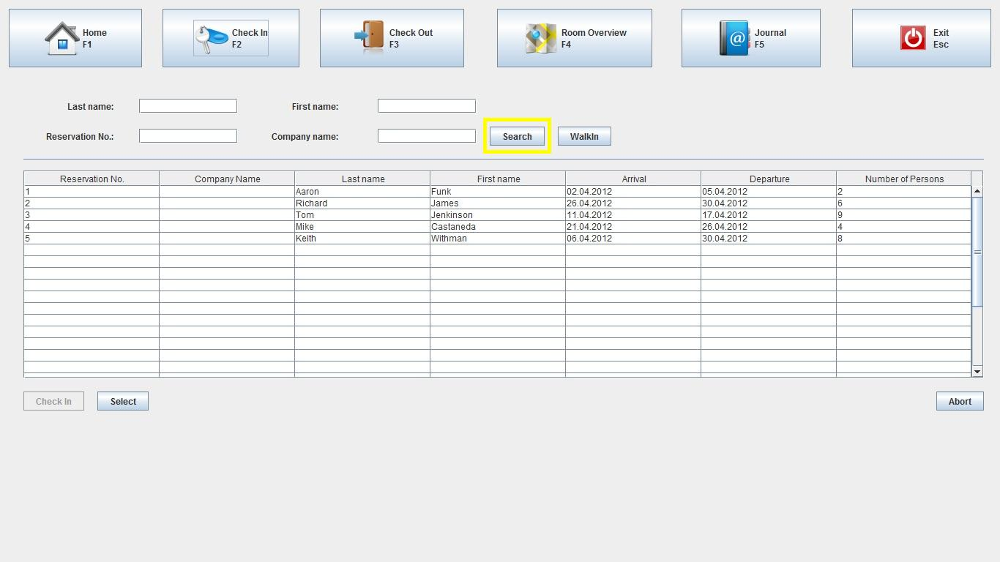 Home
F1
Check In
F2
Check Out
F3
Room Overview
F4
@
Journal
F5
Exit
Esc
Last name:
First name:
Reservation No.:
Company name:
Search
WalkIn
Reservation No. Company Name Last name First name Arrival Departure Number of Persons
1 Aaron Funk 02.04.2012 05.04.2012 2
2 Richard James 26.04.2012 30.04.2012 6
3 Tom Jenkinson 11.04.2012 17.04.2012 9
4 Mike Castaneda 21.04.2012 26.04.2012 4
5 Keith Withman 06.04.2012 30.04.2012 8
Check In
Select
Abort